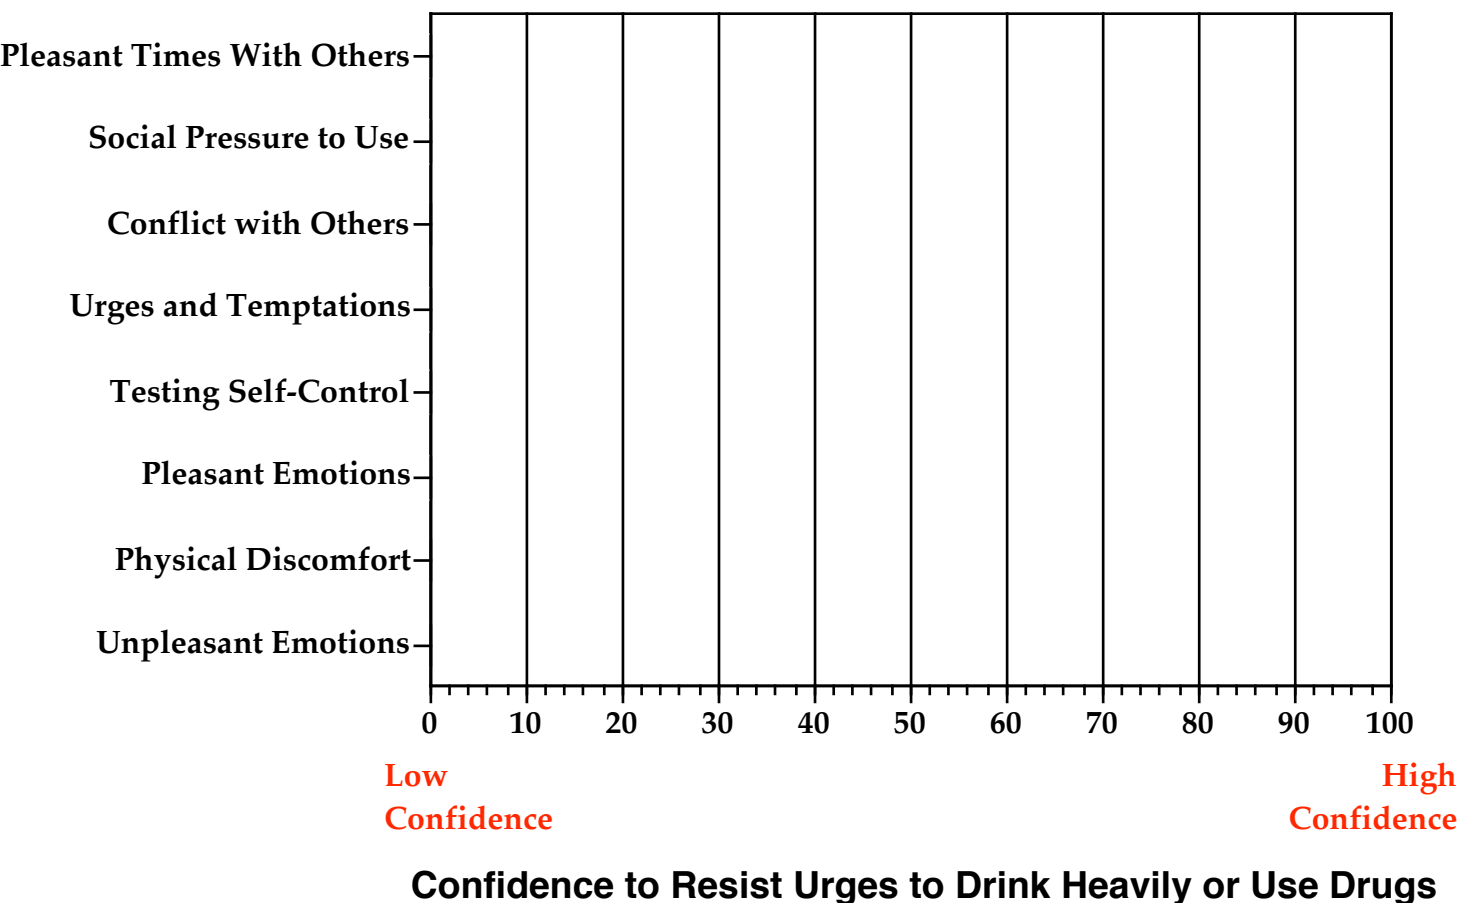 Pleasant Times With Others
Social Pressure to Use
Conflict with Others
Urges and Temptations
Testing Self-Control
Pleasant Emotions
Physical Discomfort
Unpleasant Emotions
0 10 20 30 40 50 60 70 80 90 100
Low High
Confidence Confidence
Confidence to Resist Urges to Drink Heavily or Use Drugs